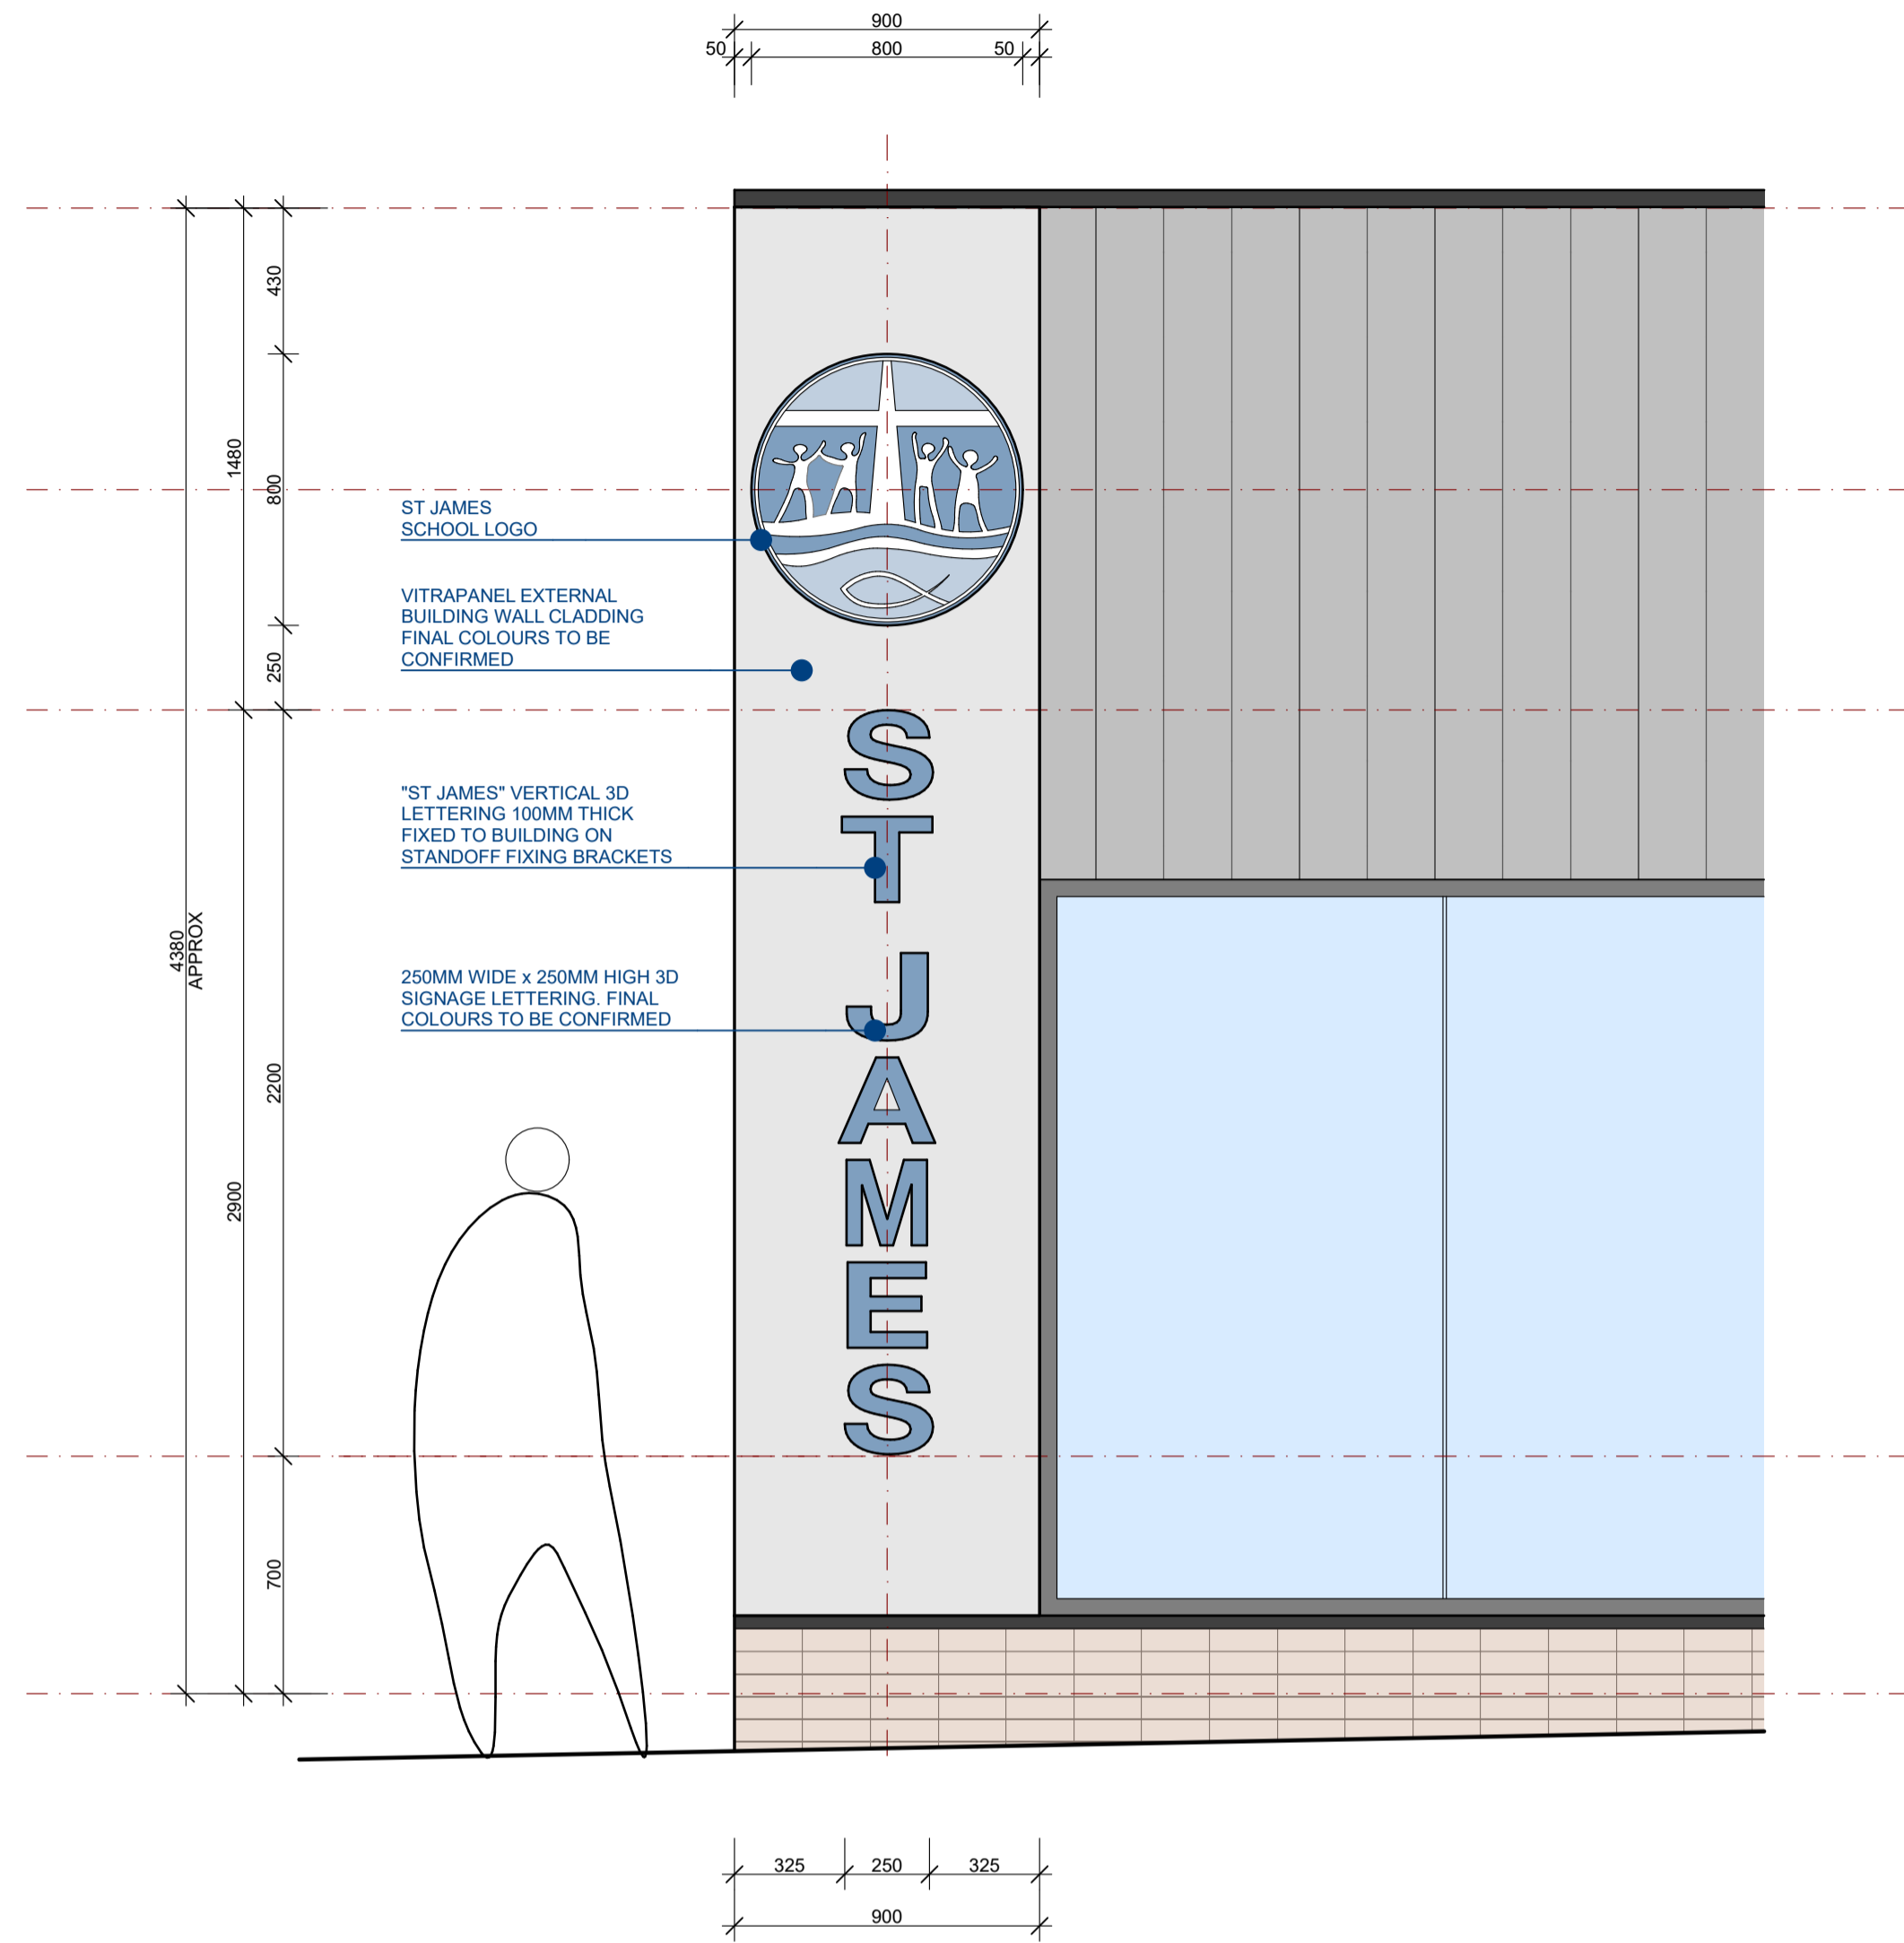 900
50 800 50
430
1480
800
ST JAMES
SCHOOL LOGO
VITRAPANEL EXTERNAL
BUILDING WALL CLADDING
FINAL COLOURS TO BE
CONFIRMED
250
S
T
J
A
M
E
S
"ST JAMES" VERTICAL 3D
LETTERING 100MM THICK
FIXED TO BUILDING ON
STANDOFF FIXING BRACKETS
4380
APPROX
250MM WIDE x 250MM HIGH 3D
SIGNAGE LETTERING. FINAL
COLOURS TO BE CONFIRMED
2200
2900
700
325 250 325
900